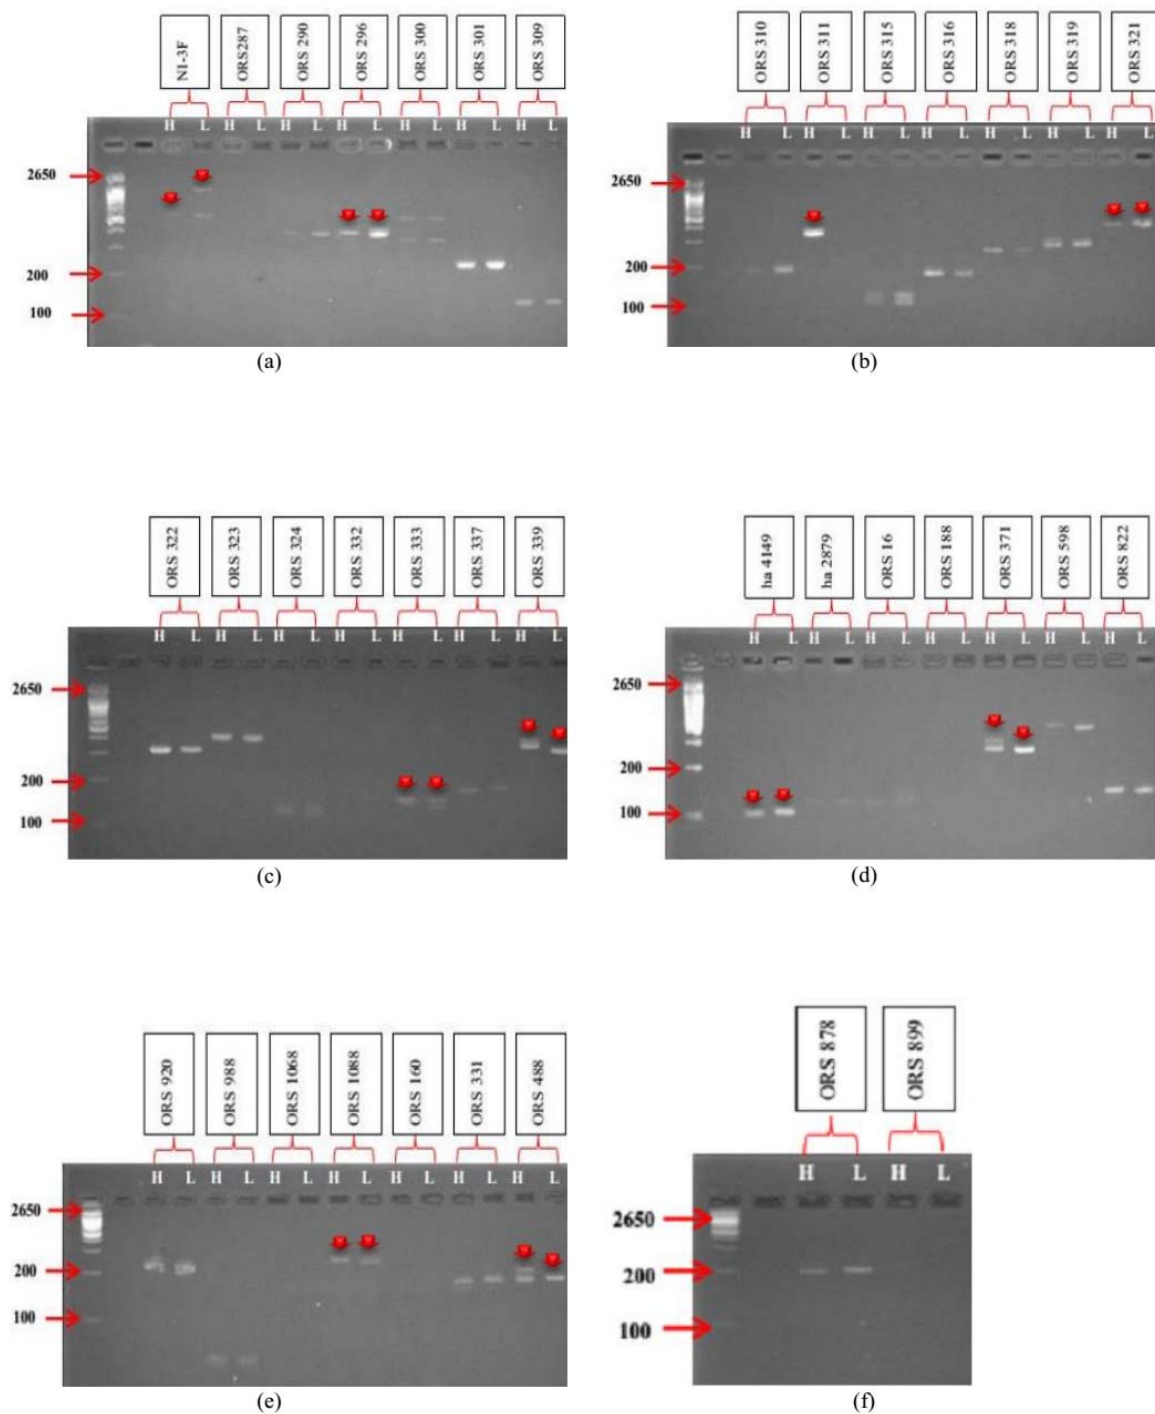 NI-3F ORS287 ORS 290 ORS 296 ORS 300 ORS 301 ORS 309
H L H L H L H L H L H L H L
2650
200
100
(a)
ORS 310 ORS 311 ORS 315 ORS 316 ORS 318 ORS 319 ORS 321
H L H L H L H L H L H L H L
2650
200
100
(b)
ORS 322 ORS 323 ORS 324 ORS 332 ORS 333 ORS 337 ORS 339
H L H L H L H L H L H L H L
2650
200
100
(c)
ha 4149 ha 2879 ORS 16 ORS 188 ORS 371 ORS 598 ORS 822
H L H L H L H L H L H L H L
2650
200
100
(d)
ORS 920 ORS 988 ORS 1068 ORS 1088 ORS 160 ORS 331 ORS 488
H L H L H L H L H L H L H L
2650
200
100
(e)
ORS 878 ORS 899
H L H L
2650
200
100
(f)